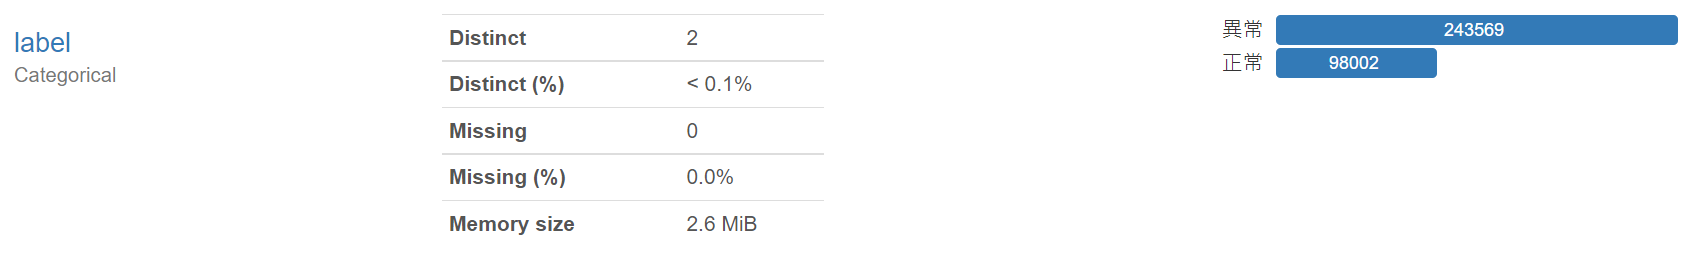 label
Categorical
Distinct 2
Distinct (%) < 0.1%
Missing 0
Missing (%) 0.0%
Memory size 2.6 MiB
異常 243569
正常 98002